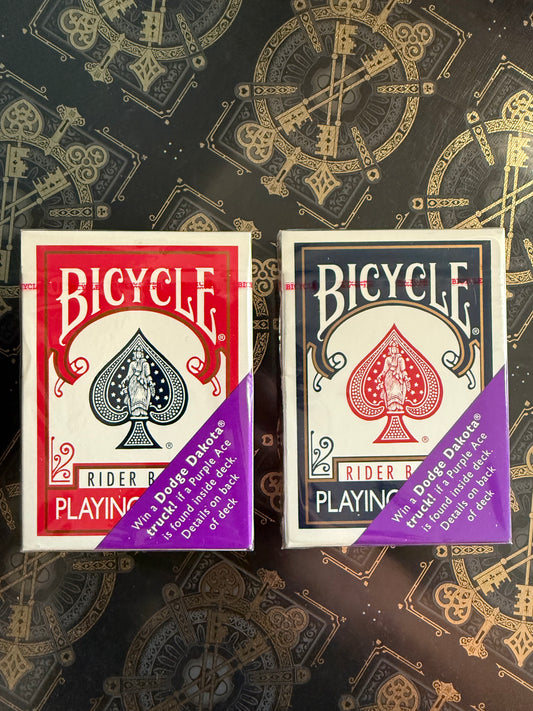 BICYCLE®
®
RIDER B
PLAYING
Win a Dodge Dakota®
truck! if a Purple Ace
is found inside deck.
Details on back
of deck
BICYCLE®
®
RIDER B
PLAYING
Win a Dodge Dakota®
truck! if a Purple Ace
is found inside deck.
Details on back
of deck